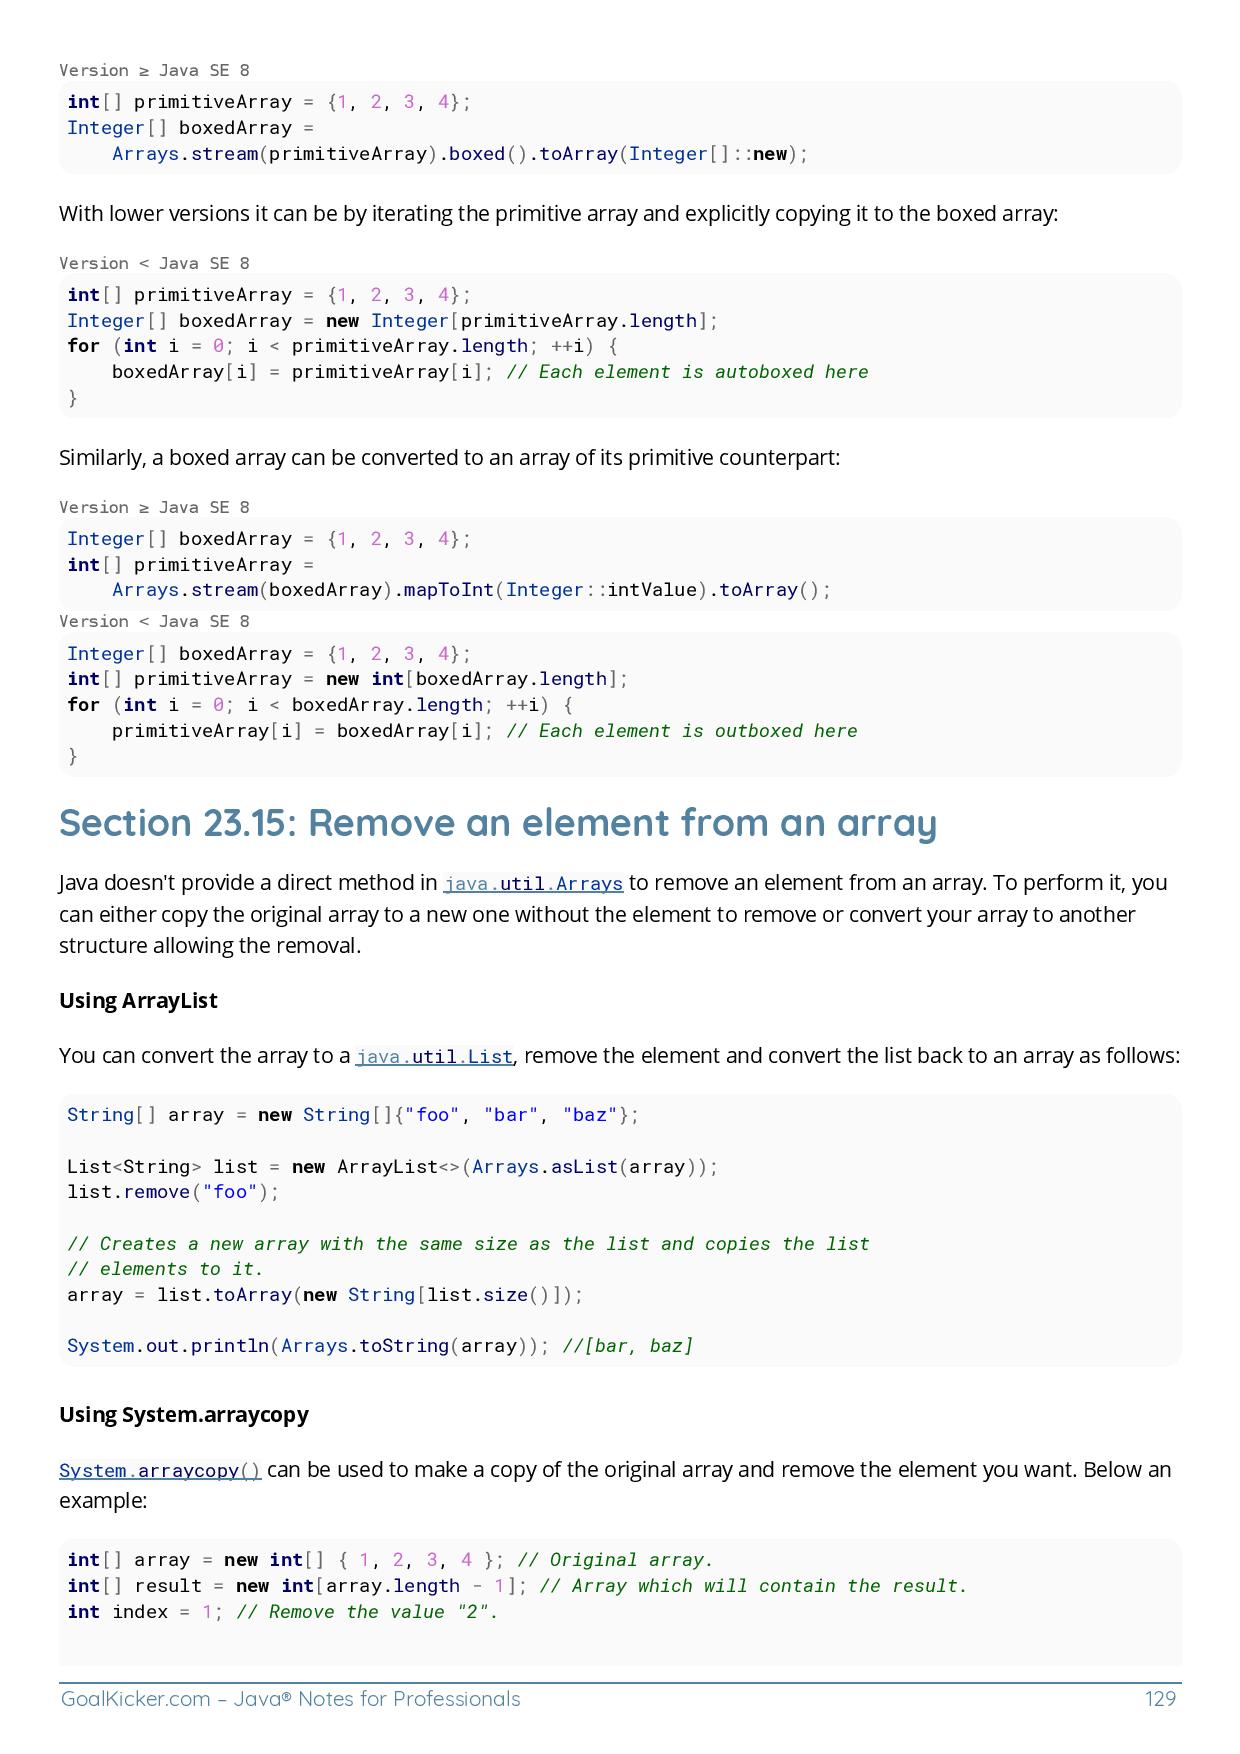 Version ≥ Java SE 8
int[] primitiveArray = {1, 2, 3, 4};
Integer[] boxedArray =
    Arrays.stream(primitiveArray).boxed().toArray(Integer[]::new);
With lower versions it can be by iterating the primitive array and explicitly copying it to the boxed array:
Version < Java SE 8
int[] primitiveArray = {1, 2, 3, 4};
Integer[] boxedArray = new Integer[primitiveArray.length];
for (int i = 0; i < primitiveArray.length; ++i) {
    boxedArray[i] = primitiveArray[i]; // Each element is autoboxed here
}
Similarly, a boxed array can be converted to an array of its primitive counterpart:
Version ≥ Java SE 8
Integer[] boxedArray = {1, 2, 3, 4};
int[] primitiveArray =
    Arrays.stream(boxedArray).mapToInt(Integer::intValue).toArray();
Version < Java SE 8
Integer[] boxedArray = {1, 2, 3, 4};
int[] primitiveArray = new int[boxedArray.length];
for (int i = 0; i < boxedArray.length; ++i) {
    primitiveArray[i] = boxedArray[i]; // Each element is outboxed here
}
Section 23.15: Remove an element from an array
Java doesn't provide a direct method in java.util.Arrays to remove an element from an array. To perform it, you
can either copy the original array to a new one without the element to remove or convert your array to another
structure allowing the removal.
Using ArrayList
You can convert the array to a java.util.List, remove the element and convert the list back to an array as follows:
String[] array = new String[]{"foo", "bar", "baz"};
List<String> list = new ArrayList<>(Arrays.asList(array));
list.remove("foo");
// Creates a new array with the same size as the list and copies the list
// elements to it.
array = list.toArray(new String[list.size()]);
System.out.println(Arrays.toString(array)); //[bar, baz]
Using System.arraycopy
System.arraycopy() can be used to make a copy of the original array and remove the element you want. Below an
example:
int[] array = new int[] { 1, 2, 3, 4 }; // Original array.
int[] result = new int[array.length - 1]; // Array which will contain the result.
int index = 1; // Remove the value "2".
GoalKicker.com – Java® Notes for Professionals 129